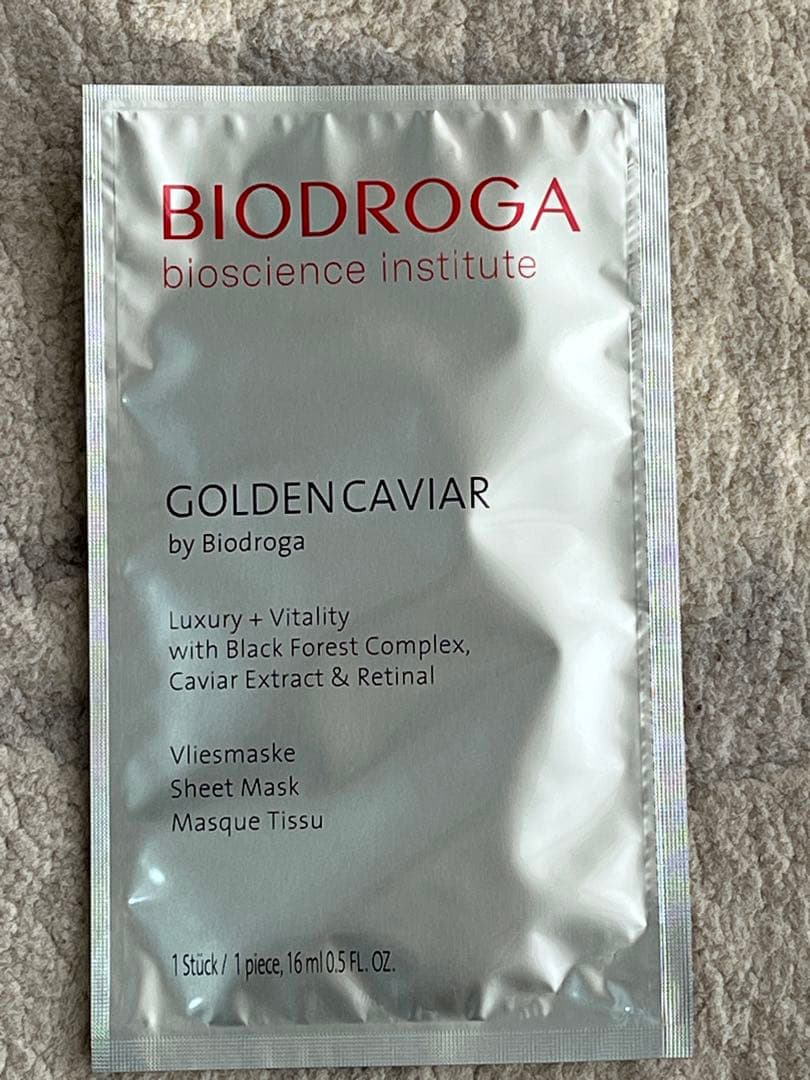 BIODROGA
bioscience institute
GOLDEN CAVIAR
by Biodroga
Luxury + Vitality
with Black Forest Complex,
Caviar Extract & Retinal
Vliesmaske
Sheet Mask
Masque Tissu
1 Stück / 1 piece, 16 ml 0.5 FL. OZ.